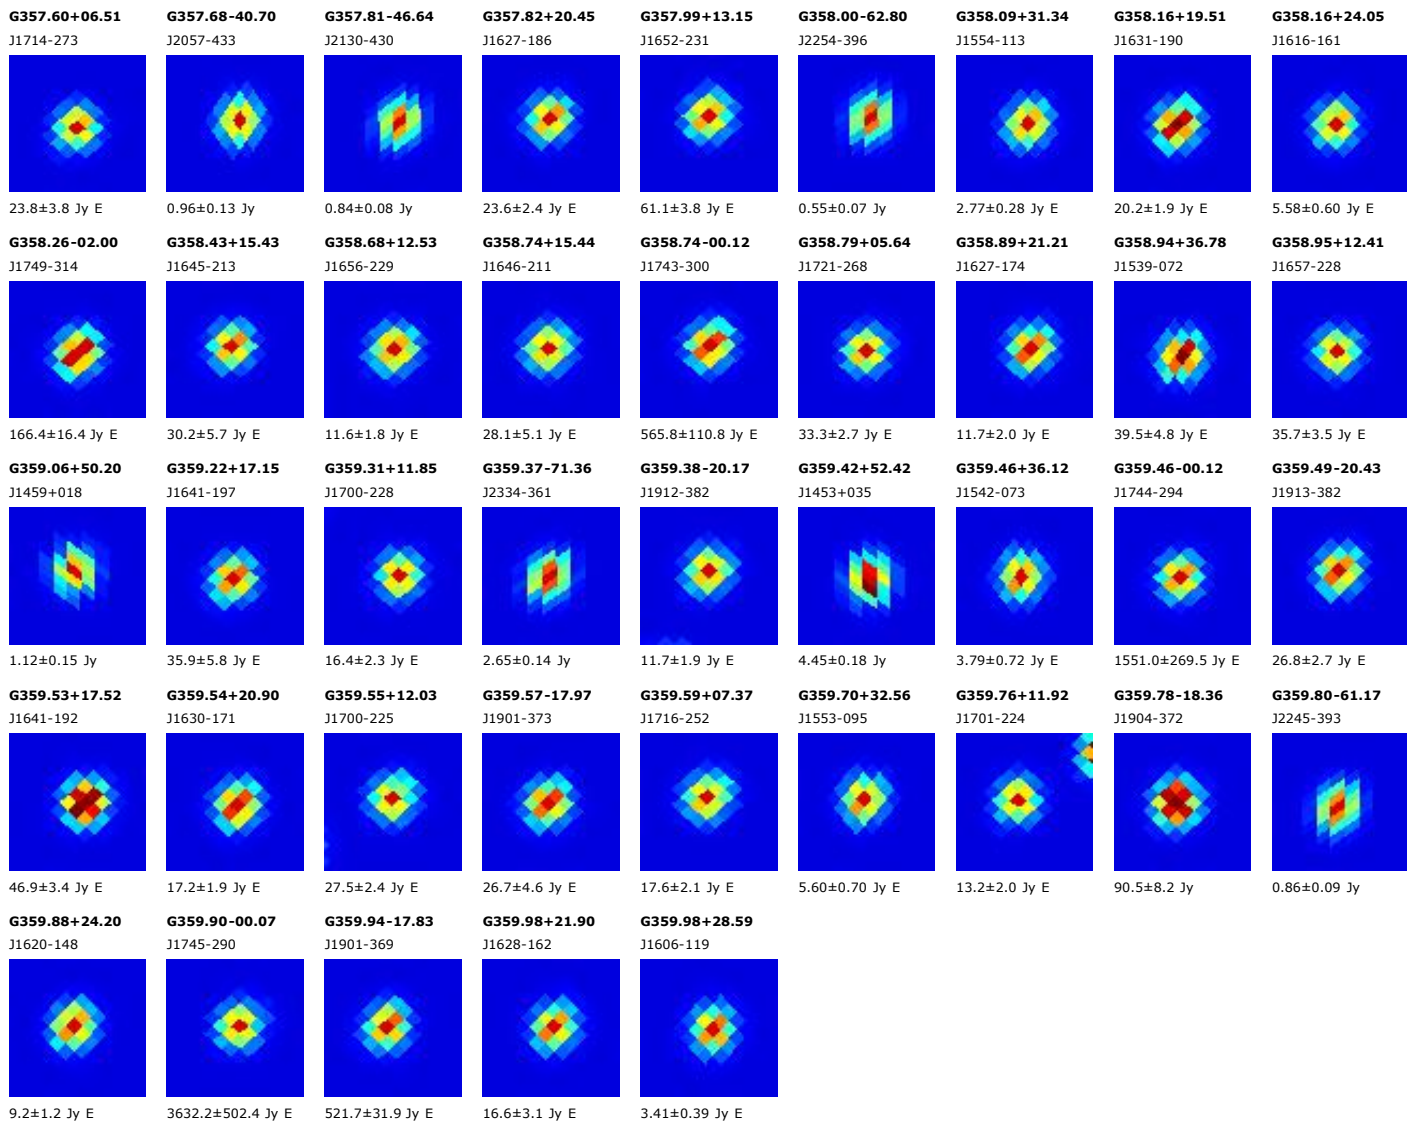 G357.60+06.51 G357.68-40.70 G357.81-46.64 G357.82+20.45 G357.99+13.15 G358.00-62.80 G358.09+31.34 G358.16+19.51 G358.16+24.05
J1714-273 J2057-433 J2130-430 J1627-186 J1652-231 J2254-396 J1554-113 J1631-190 J1616-161
23.8±3.8 Jy E 0.96±0.13 Jy 0.84±0.08 Jy 23.6±2.4 Jy E 61.1±3.8 Jy E 0.55±0.07 Jy 2.77±0.28 Jy E 20.2±1.9 Jy E 5.58±0.60 Jy E
G358.26-02.00 G358.43+15.43 G358.68+12.53 G358.74+15.44 G358.74-00.12 G358.79+05.64 G358.89+21.21 G358.94+36.78 G358.95+12.41
J1749-314 J1645-213 J1656-229 J1646-211 J1743-300 J1721-268 J1627-174 J1539-072 J1657-228
166.4±16.4 Jy E 30.2±5.7 Jy E 11.6±1.8 Jy E 28.1±5.1 Jy E 565.8±110.8 Jy E 33.3±2.7 Jy E 11.7±2.0 Jy E 39.5±4.8 Jy E 35.7±3.5 Jy E
G359.06+50.20 G359.22+17.15 G359.31+11.85 G359.37-71.36 G359.38-20.17 G359.42+52.42 G359.46+36.12 G359.46-00.12 G359.49-20.43
J1459+018 J1641-197 J1700-228 J2334-361 J1912-382 J1453+035 J1542-073 J1744-294 J1913-382
1.12±0.15 Jy 35.9±5.8 Jy E 16.4±2.3 Jy E 2.65±0.14 Jy 11.7±1.9 Jy E 4.45±0.18 Jy 3.79±0.72 Jy E 1551.0±269.5 Jy E 26.8±2.7 Jy E
G359.53+17.52 G359.54+20.90 G359.55+12.03 G359.57-17.97 G359.59+07.37 G359.70+32.56 G359.76+11.92 G359.78-18.36 G359.80-61.17
J1641-192 J1630-171 J1700-225 J1901-373 J1716-252 J1553-095 J1701-224 J1904-372 J2245-393
46.9±3.4 Jy E 17.2±1.9 Jy E 27.5±2.4 Jy E 26.7±4.6 Jy E 17.6±2.1 Jy E 5.60±0.70 Jy E 13.2±2.0 Jy E 90.5±8.2 Jy 0.86±0.09 Jy
G359.88+24.20 G359.90-00.07 G359.94-17.83 G359.98+21.90 G359.98+28.59
J1620-148 J1745-290 J1901-369 J1628-162 J1606-119
9.2±1.2 Jy E 3632.2±502.4 Jy E 521.7±31.9 Jy E 16.6±3.1 Jy E 3.41±0.39 Jy E